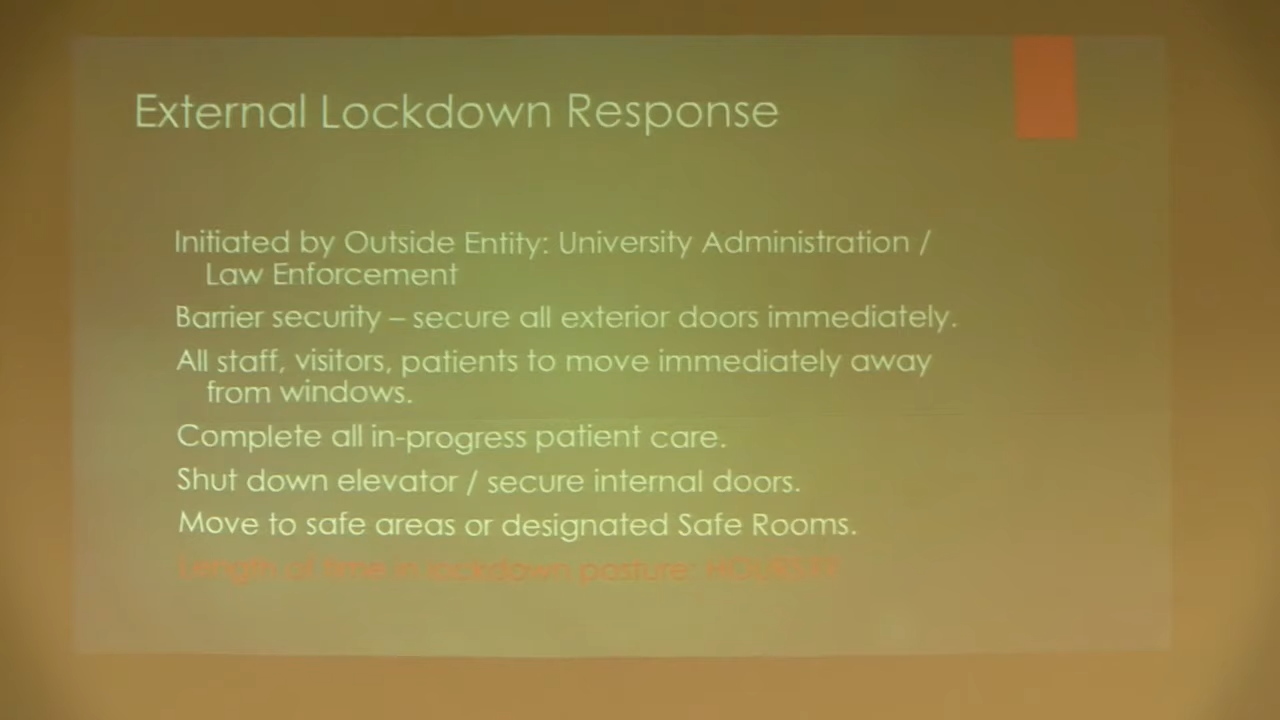 External Lockdown Response
Initiated by Outside Entity: University Administration /
Law Enforcement
Barrier security – secure all exterior doors immediately.
All staff, visitors, patients to move immediately away
from windows.
Complete all in-progress patient care.
Shut down elevator / secure internal doors.
Move to safe areas or designated Safe Rooms.
Length of time in lockdown posture: HOURS??